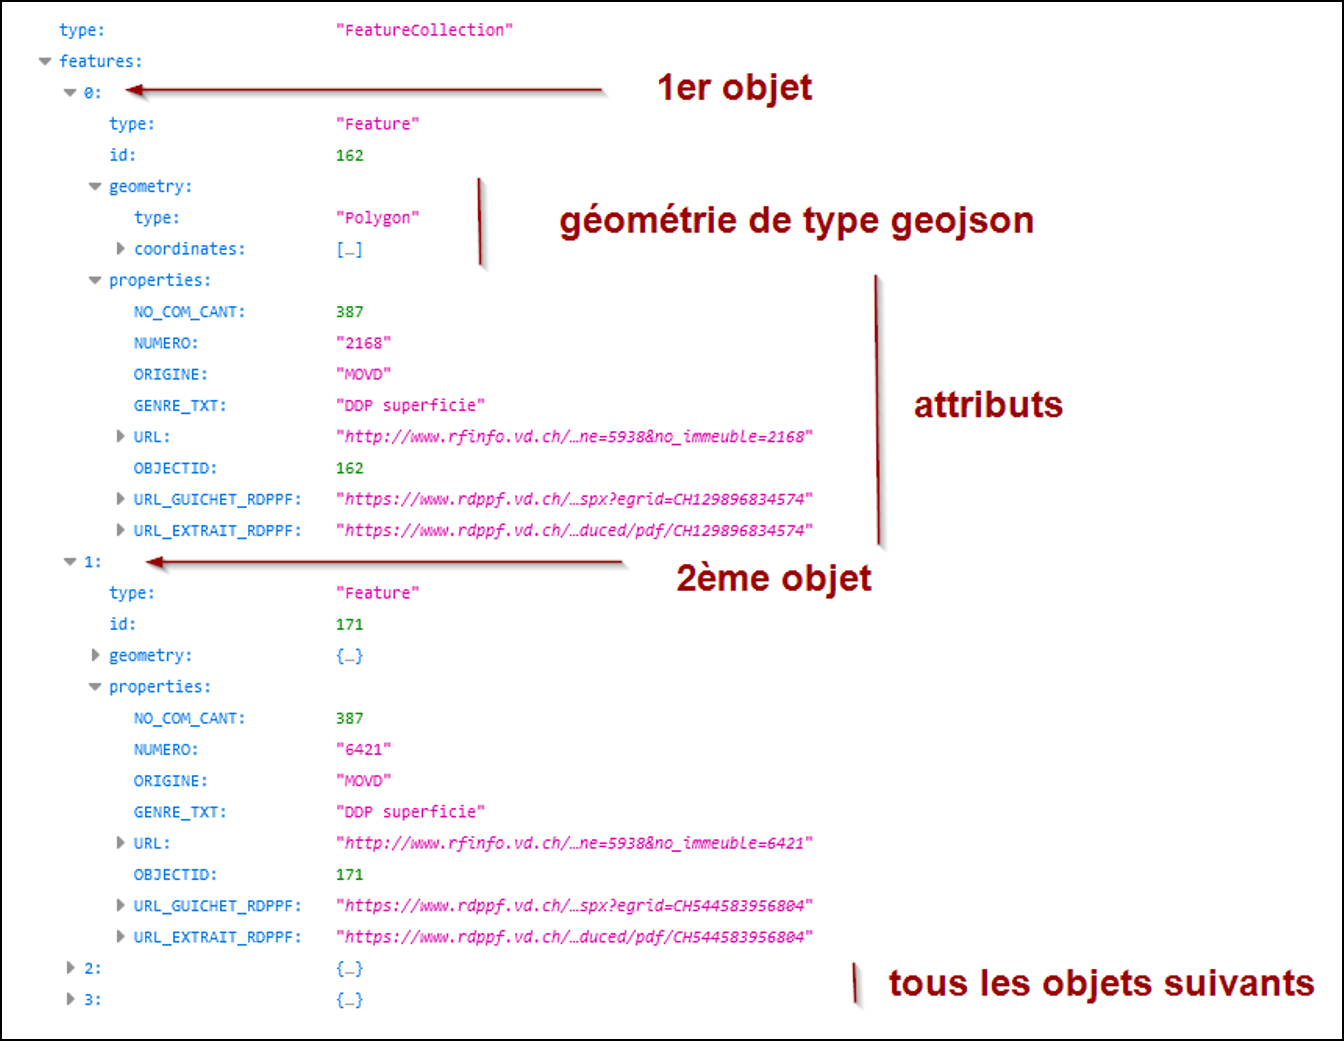 type: "FeatureCollection"
features:
0: 1er objet
type: "Feature"
id: 162
geometry:
type: "Polygon" géométrie de type geojson
coordinates: […]
properties:
NO_COM_CANT: 387
NUMERO: "2168"
ORIGINE: "MOVD"
GENRE_TXT: "DDP superficie" attributs
URL: "http://www.rfinfo.vd.ch/…ne=5938&no_immeuble=2168"
OBJECTID: 162
URL_GUICHET_RDPPF: "https://www.rdppf.vd.ch/…spx?egrid=CH129896834574"
URL_EXTRAIT_RDPPF: "https://www.rdppf.vd.ch/…duced/pdf/CH129896834574"
1: 2ème objet
type: "Feature"
id: 171
geometry: {…}
properties:
NO_COM_CANT: 387
NUMERO: "6421"
ORIGINE: "MOVD"
GENRE_TXT: "DDP superficie"
URL: "http://www.rfinfo.vd.ch/…ne=5938&no_immeuble=6421"
OBJECTID: 171
URL_GUICHET_RDPPF: "https://www.rdppf.vd.ch/…spx?egrid=CH544583956804"
URL_EXTRAIT_RDPPF: "https://www.rdppf.vd.ch/…duced/pdf/CH544583956804"
2: {…} tous les objets suivants
3: {…}